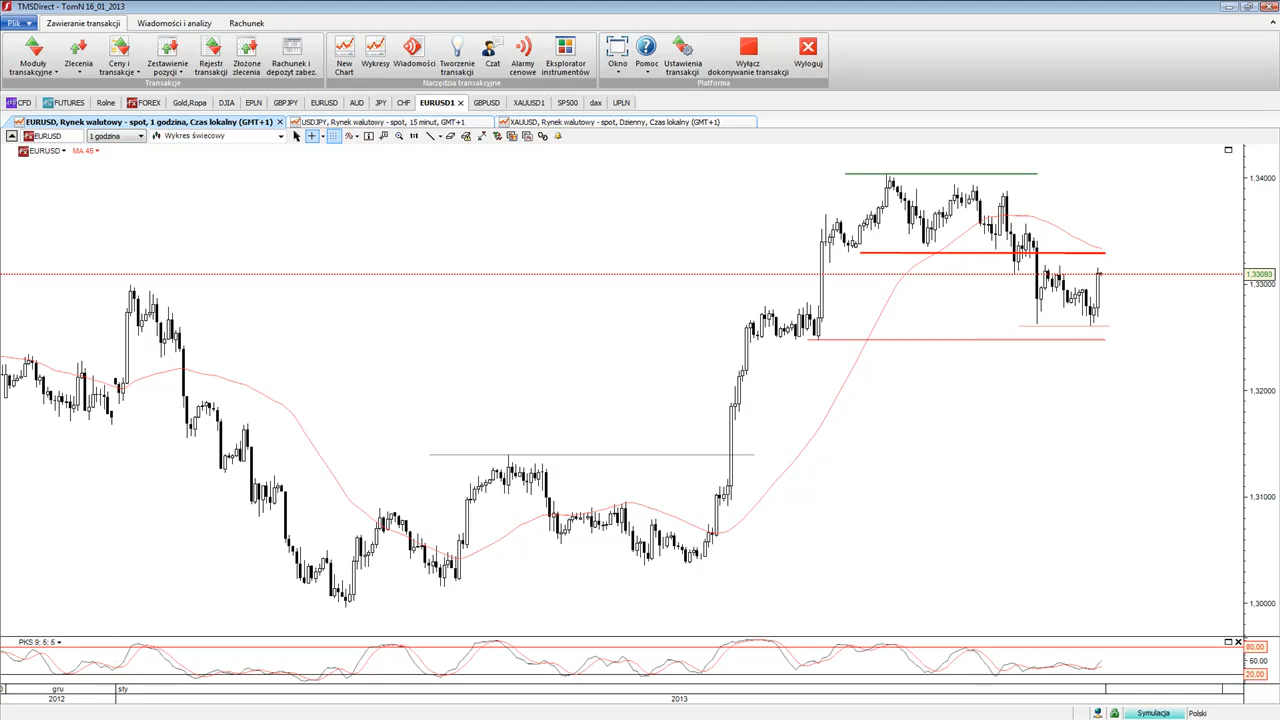 TMSDirect - TomN 16_01_2013
Plik Zawieranie transakcji Wiadomości i analizy Rachunek
Moduły transakcyjne
Zlecenia
Ceny i transakcje
Zestawienie pozycji
Rejestr transakcji
Złożone zlecenia
Rachunek i depozyt zabez.
Transakcje
New Chart
Wykresy
Wiadomości
Tworzenie transakcji
Czat
Alarmy cenowe
Eksplorator instrumentów
Narzędzia transakcyjne
Okno
Pomoc
Ustawienia transakcji
Wyłącz dokonywanie transakcji
Wyloguj
Platforma
CFD FUTURES Rolne FOREX Gold,Ropa DJIA EPLN GBPJPY EURUSD AUD JPY CHF EURUSD1 GBPUSD XAUUSD1 SP500 dax UPLN
EURUSD, Rynek walutowy - spot, 1 godzina, Czas lokalny (GMT+1) USDJPY, Rynek walutowy - spot, 15 minut, GMT+1 XAUUSD, Rynek walutowy - spot, Dzienny, Czas lokalny (GMT+1)
EURUSD 1 godzina Wykres świecowy 1:1
EURUSD MA 45
1,34000
1,33093
1,33000
1,32000
1,31000
1,30000
PKS 9; 5; 5
80,00
50,00
20,00
gru sty
2012 2013
Symulacja Polski